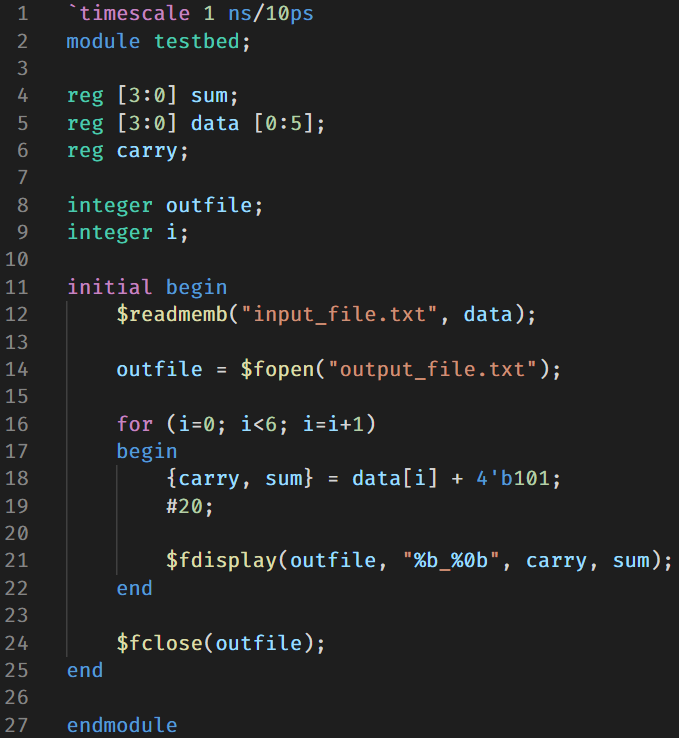 1 `timescale 1 ns/10ps
2 module testbed;
3
4 reg [3:0] sum;
5 reg [3:0] data [0:5];
6 reg carry;
7
8 integer outfile;
9 integer i;
10
11 initial begin
12     $readmemb("input_file.txt", data);
13
14     outfile = $fopen("output_file.txt");
15
16     for (i=0; i<6; i=i+1)
17     begin
18         {carry, sum} = data[i] + 4'b101;
19         #20;
20
21         $fdisplay(outfile, "%b_%0b", carry, sum);
22     end
23
24     $fclose(outfile);
25 end
26
27 endmodule